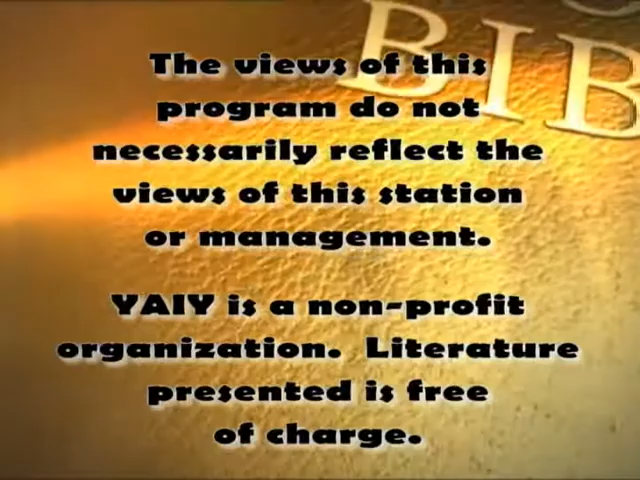 BIB
The views of this
program do not
necessarily reflect the
views of this station
or management.
YAIY is a non-profit
organization. Literature
presented is free
of charge.